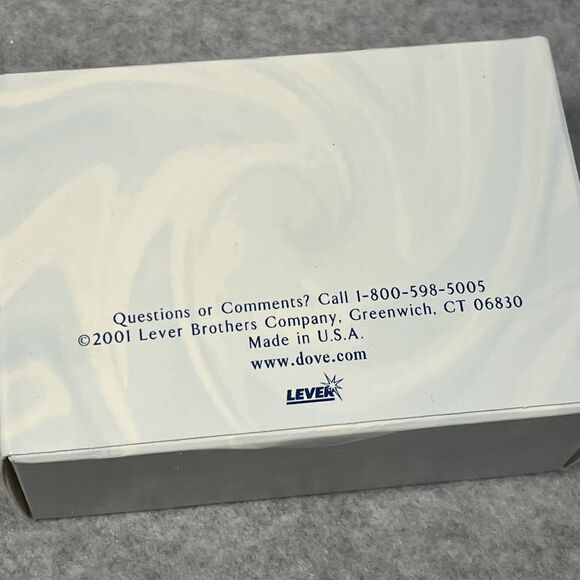 Questions or Comments? Call 1-800-598-5005
©2001 Lever Brothers Company, Greenwich, CT 06830
Made in U.S.A.
www.dove.com
LEVER